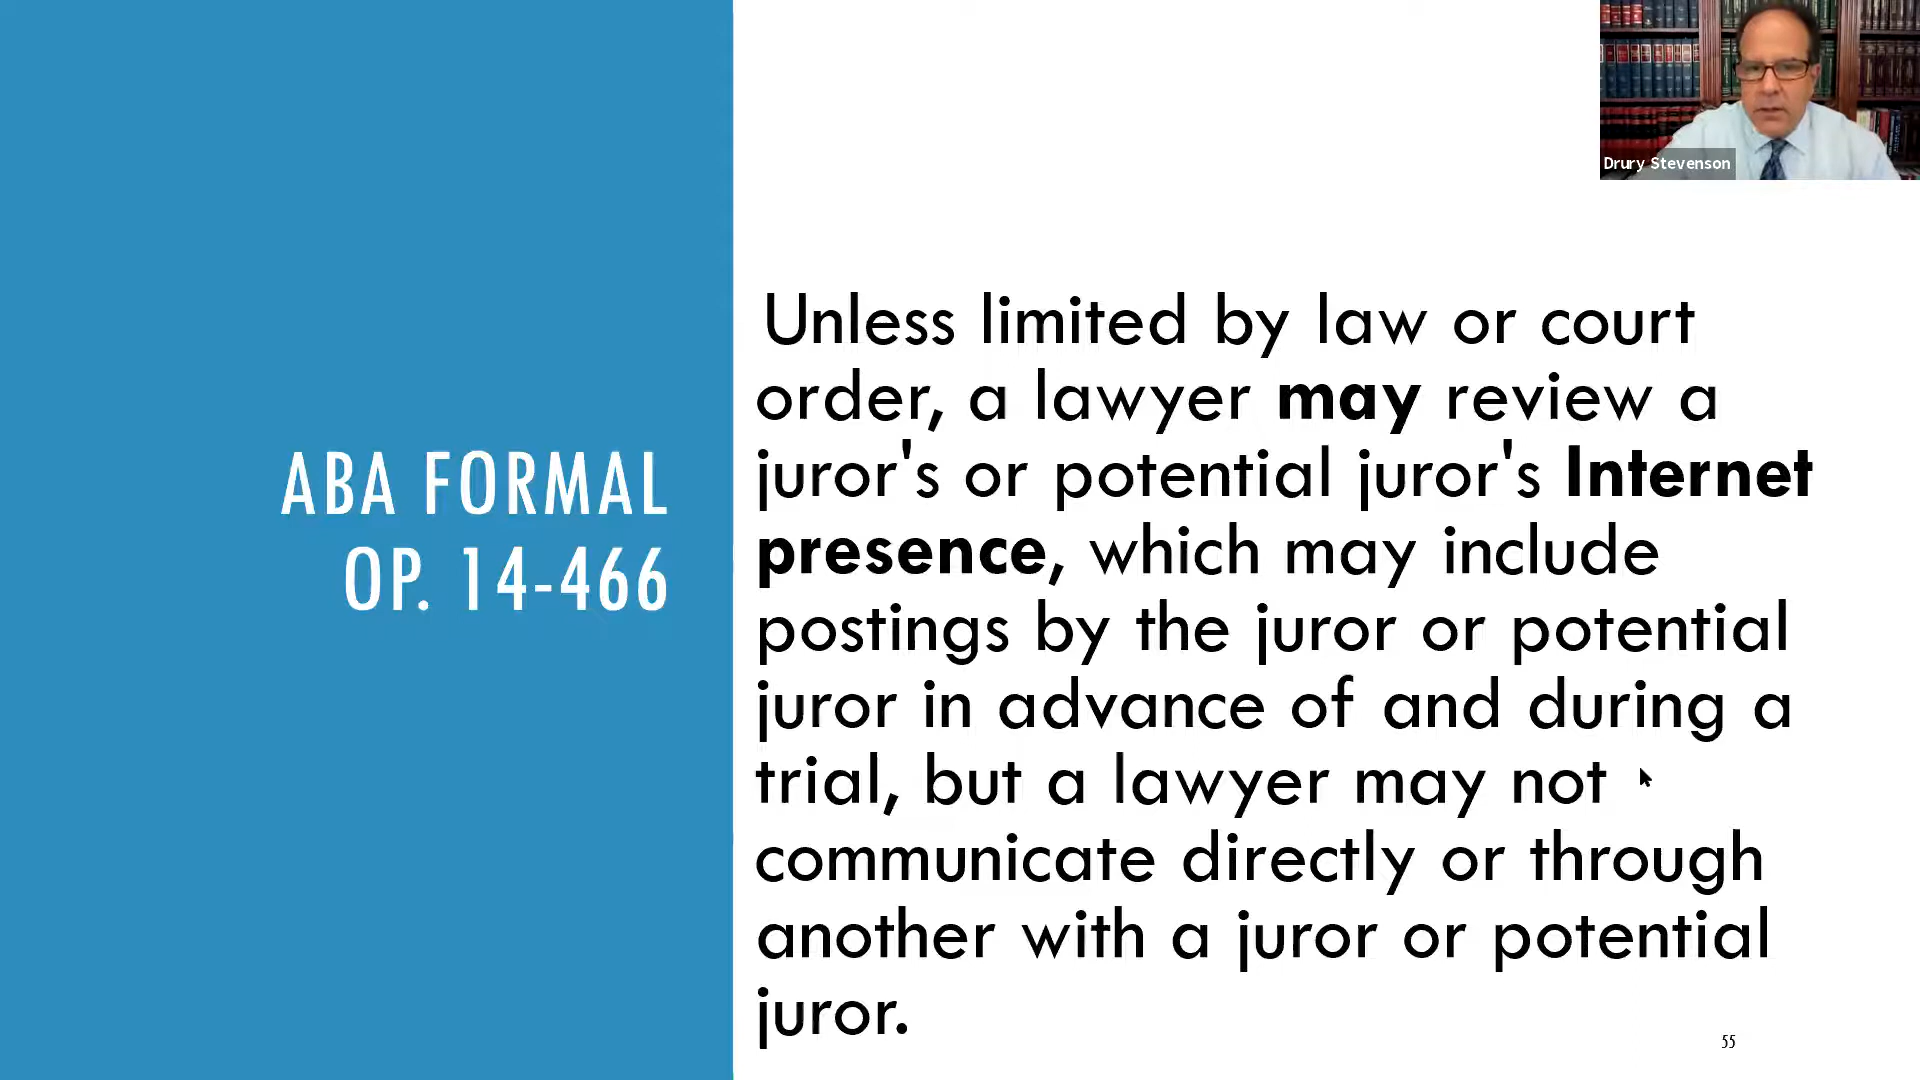 Drury Stevenson
ABA FORMAL
OP. 14-466
Unless limited by law or court
order, a lawyer may review a
juror's or potential juror's Internet
presence, which may include
postings by the juror or potential
juror in advance of and during a
trial, but a lawyer may not
communicate directly or through
another with a juror or potential
juror.
55